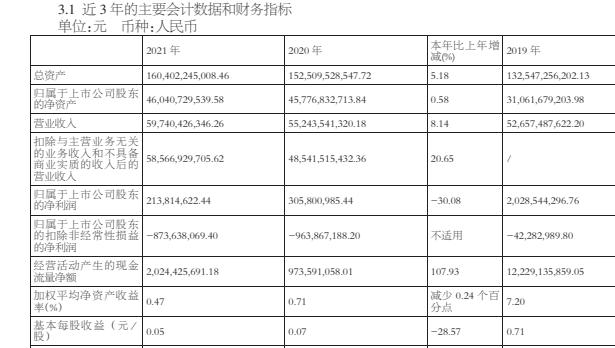 3.1 近 3 年的主要会计数据和财务指标
单位:元 币种:人民币
2021 年 2020 年 本年比上年增减(%) 2019 年
总资产 160,402,245,008.46 152,509,528,547.72 5.18 132,547,256,202.13
归属于上市公司股东的净资产 46,040,729,539.58 45,776,832,713.84 0.58 31,061,679,203.98
营业收入 59,740,426,346.26 55,243,541,320.18 8.14 52,657,487,622.20
扣除与主营业务无关的业务收入和不具备商业实质的收入后的营业收入 58,566,929,705.62 48,541,515,432.36 20.65 /
归属于上市公司股东的净利润 213,814,622.44 305,800,985.44 -30.08 2,028,544,296.76
归属于上市公司股东的扣除非经常性损益的净利润 -873,638,069.40 -963,867,188.20 不适用 -42,282,989.80
经营活动产生的现金流量净额 2,024,425,691.18 973,591,058.01 107.93 12,229,135,859.05
加权平均净资产收益率(%) 0.47 0.71 减少 0.24 个百分点 7.20
基本每股收益（元/股） 0.05 0.07 -28.57 0.71